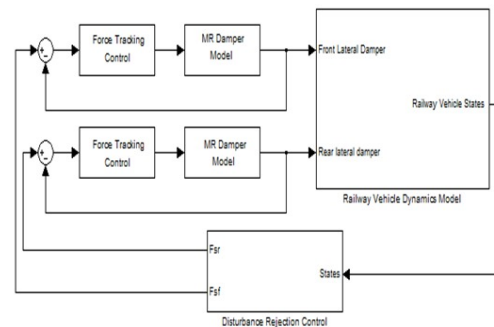 Force Tracking
Control
MR Damper
Model
Front Lateral Damper
Railway Vehicle States
Force Tracking
Control
MR Damper
Model
Rear lateral damper
Railway Vehicle Dynamics Model
Fsr
States
Fsf
Disturbance Rejection Control